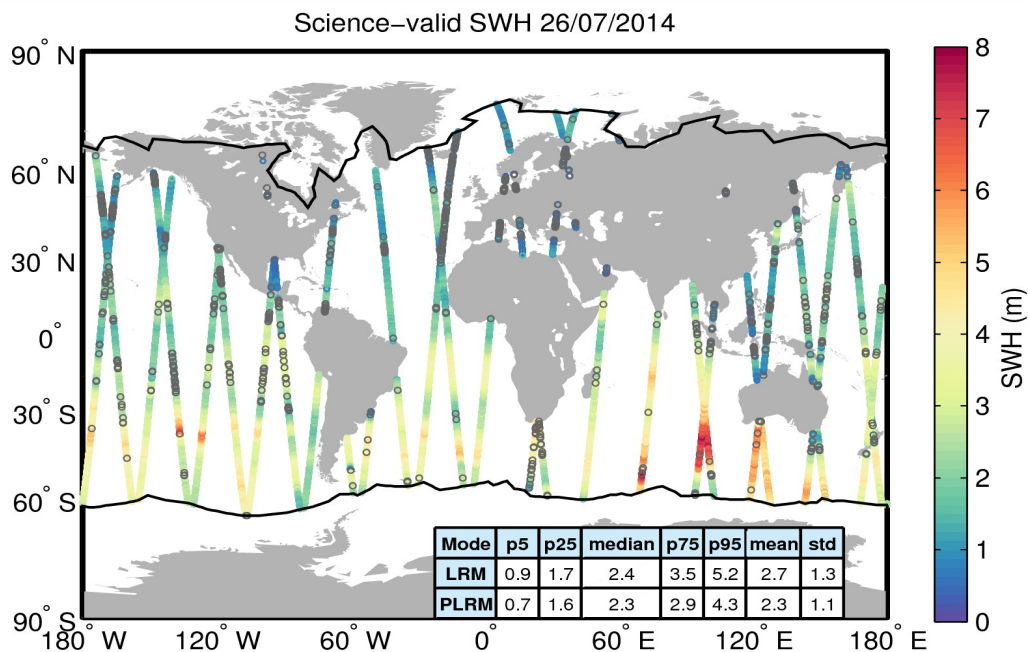 Science−valid SWH 26/07/2014
90° N
60° N
30° N
0°
30° S
60° S
90° S
180° W
120° W
60° W
0°
60° E
120° E
180° E
8
7
6
5
4
3
2
1
0
SWH (m)
Mode p5 p25 median p75 p95 mean std
LRM 0.9 1.7 2.4 3.5 5.2 2.7 1.3
PLRM 0.7 1.6 2.3 2.9 4.3 2.3 1.1